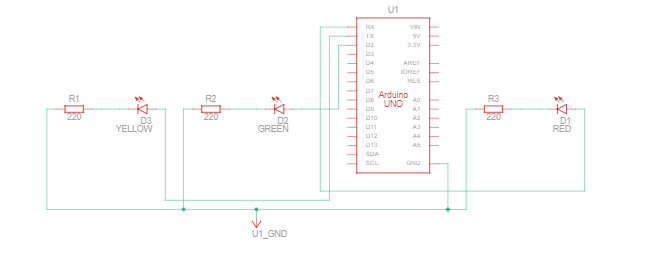 U1
RX
TX
D2
D3
D4
D5
D6
D7
D8
D9
D10
D11
D12
D13
SDA
SCL
VIN
5V
3.3V
AREF
IOREF
RES
A0
A1
A2
A3
A4
A5
GND
Arduino
UNO
R1
220
D3
YELLOW
R2
220
D2
GREEN
R3
220
D1
RED
U1_GND